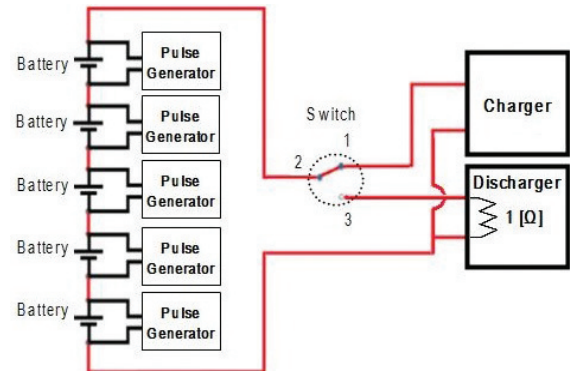 Battery
Pulse
Generator
Battery
Pulse
Generator
Battery
Pulse
Generator
Battery
Pulse
Generator
Battery
Pulse
Generator
Switch
1
2
3
Charger
Discharger
1 [Ω]